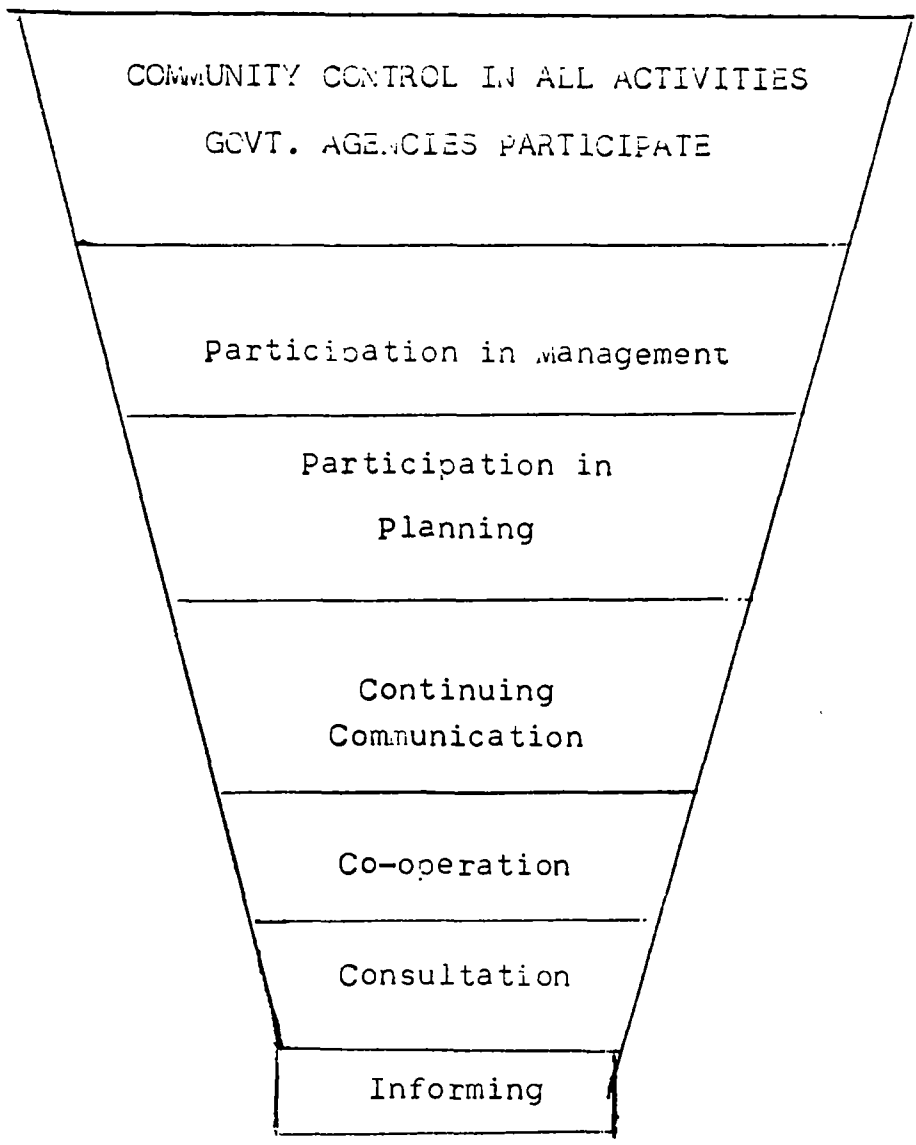 COMMUNITY CONTROL IN ALL ACTIVITIES
GOVT. AGENCIES PARTICIPATE
Participation in Management
Participation in
Planning
Continuing
Communication
Co-operation
Consultation
Informing